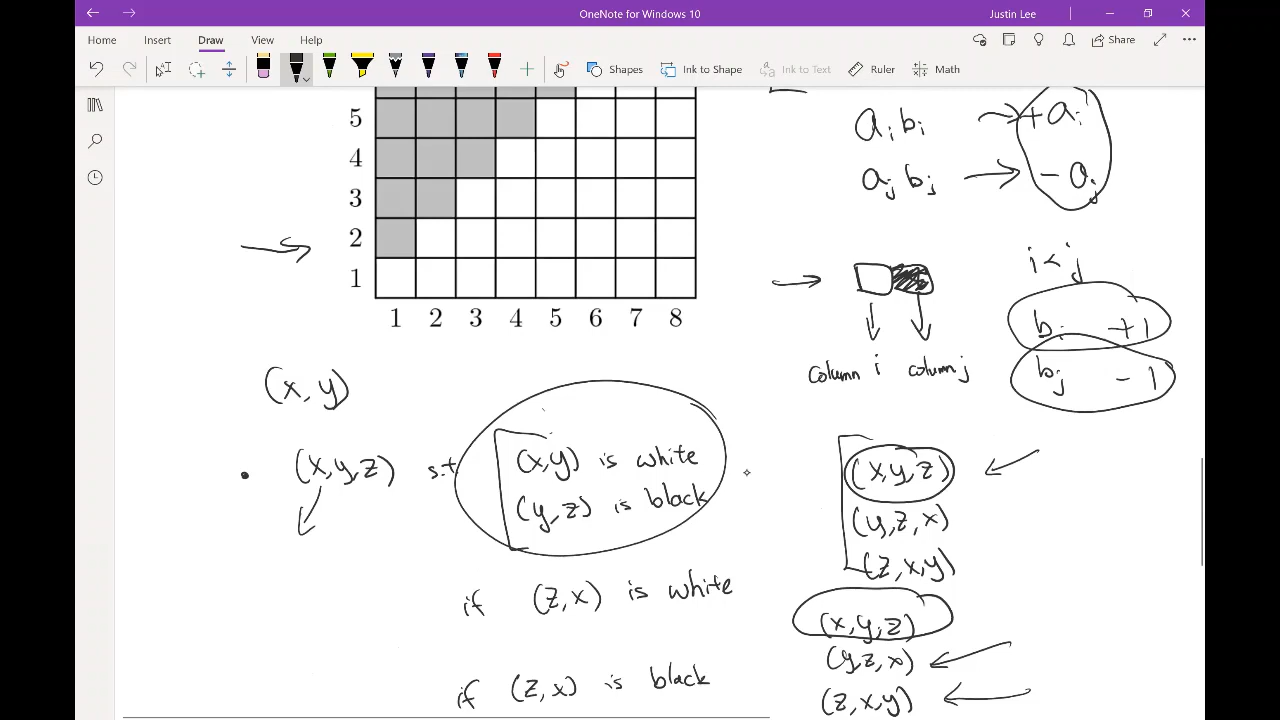 OneNote for Windows 10
Justin Lee
Home Insert Draw View Help
Share
Shapes
Ink to Shape
Ink to Text
Ruler
Math
5
4
3
2
1
1 2 3 4 5 6 7 8
a_i b_i → +a_i
a_j b_j → - a_j
i < j
b_i +1
b_j - 1
column i column j
(x, y)
• (x,y,z) s.t (x,y) is white
(y,z) is black
if (z,x) is white
if (z,x) is black
(x,y,z)
(y,z,x)
(z,x,y)
(x,y,z)
(y,z,x)
(z,x,y)